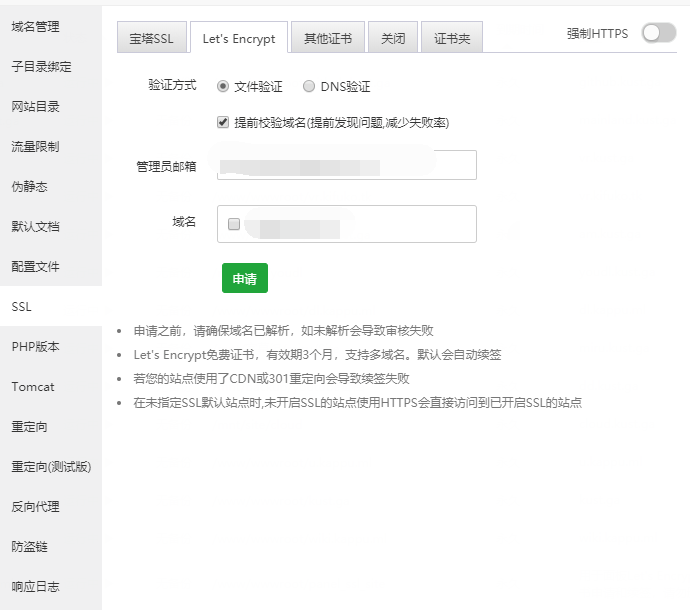 域名管理
子目录绑定
网站目录
流量限制
伪静态
默认文档
配置文件
SSL
PHP版本
Tomcat
重定向
重定向(测试版)
反向代理
防盗链
响应日志
宝塔SSL
Let's Encrypt
其他证书
关闭
证书夹
强制HTTPS
验证方式
文件验证
DNS验证
提前校验域名(提前发现问题,减少失败率)
管理员邮箱
域名
申请
申请之前，请确保域名已解析，如未解析会导致审核失败
Let's Encrypt免费证书，有效期3个月，支持多域名。默认会自动续签
若您的站点使用了CDN或301重定向会导致续签失败
在未指定SSL默认站点时,未开启SSL的站点使用HTTPS会直接访问到已开启SSL的站点